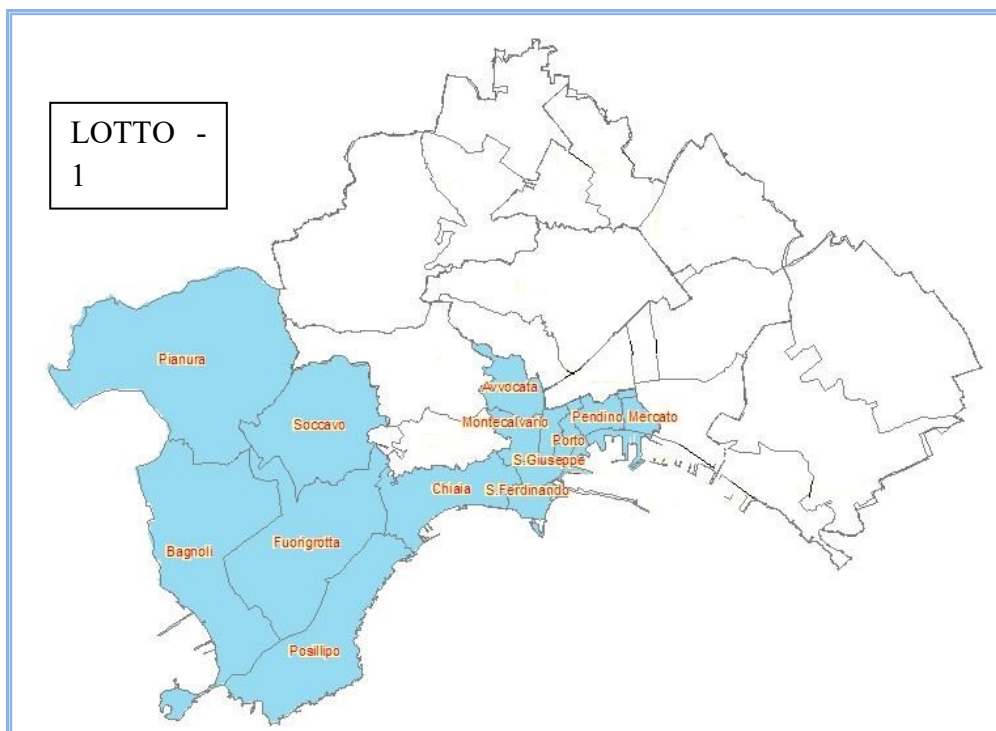 LOTTO -
1
Pianura
Avvocata
Soccavo
Montecalvario
Pendino
Mercato
Porto
S.Giuseppe
Chiaia
S.Ferdinando
Bagnoli
Fuorigrotta
Posillipo